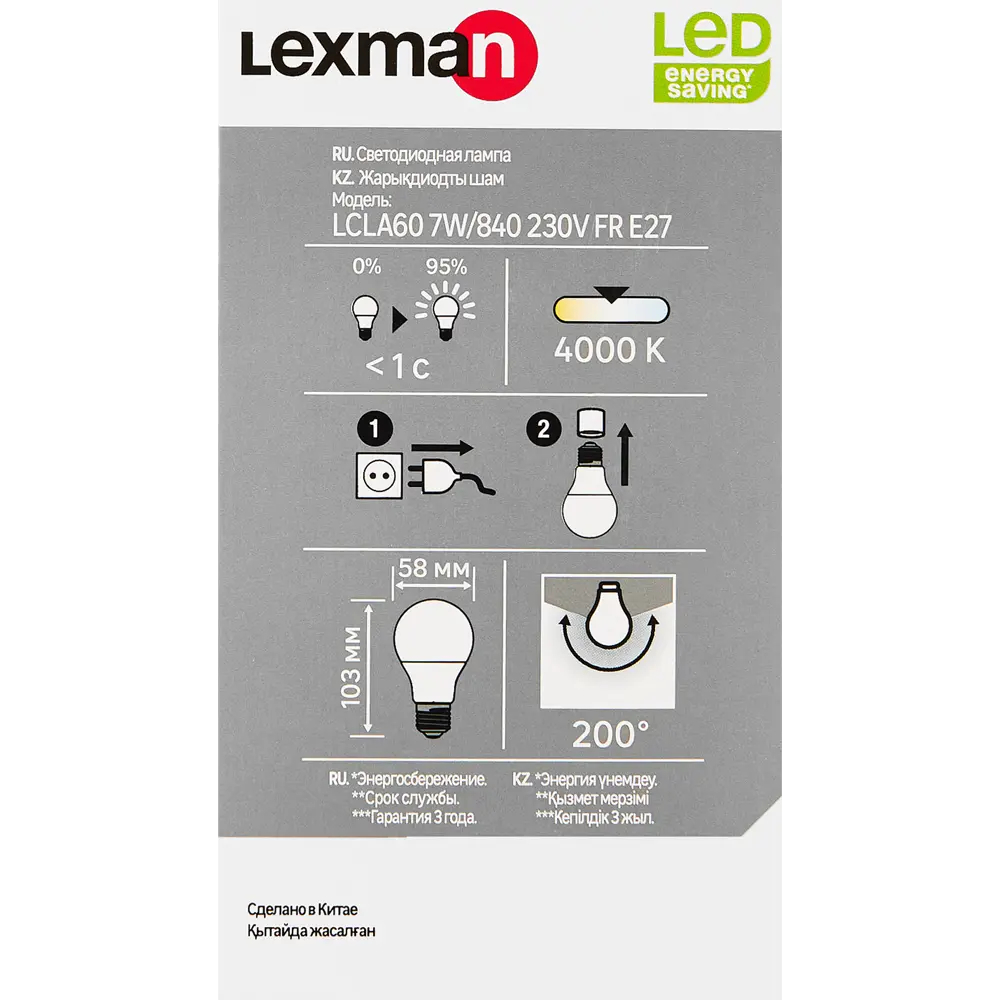 Lexman
LED
ENERGY
SAVING*
RU. Светодиодная лампа
KZ. Жарықдиодты шам
Модель:
LCLA60 7W/840 230V FR E27
0% 95%
< 1 с
4000 K
1
2
58 мм
103 мм
200°
RU. *Энергосбережение.
**Срок службы.
***Гарантия 3 года.
KZ. *Энергия үнемдеу.
**Қызмет мерзімі
***Кепілдік 3 жыл.
Сделано в Китае
Қытайда жасалған